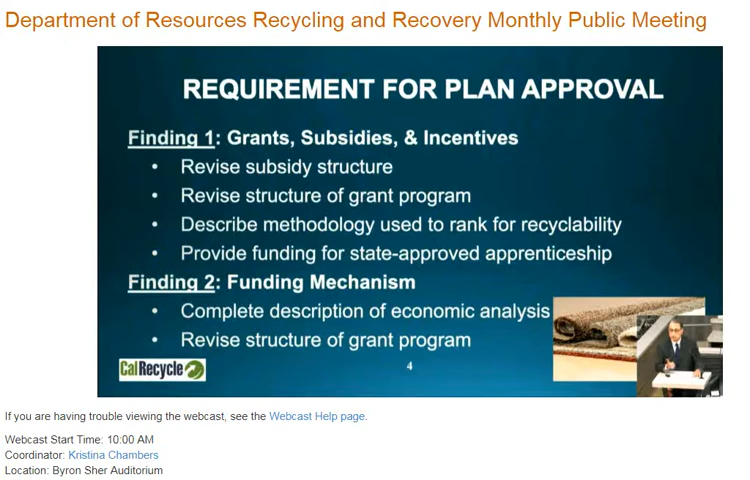 Department of Resources Recycling and Recovery Monthly Public Meeting
REQUIREMENT FOR PLAN APPROVAL
Finding 1: Grants, Subsidies, & Incentives
• Revise subsidy structure
• Revise structure of grant program
• Describe methodology used to rank for recyclability
• Provide funding for state-approved apprenticeship
Finding 2: Funding Mechanism
• Complete description of economic analysis
• Revise structure of grant program
CalRecycle
4
If you are having trouble viewing the webcast, see the Webcast Help page.
Webcast Start Time: 10:00 AM
Coordinator: Kristina Chambers
Location: Byron Sher Auditorium